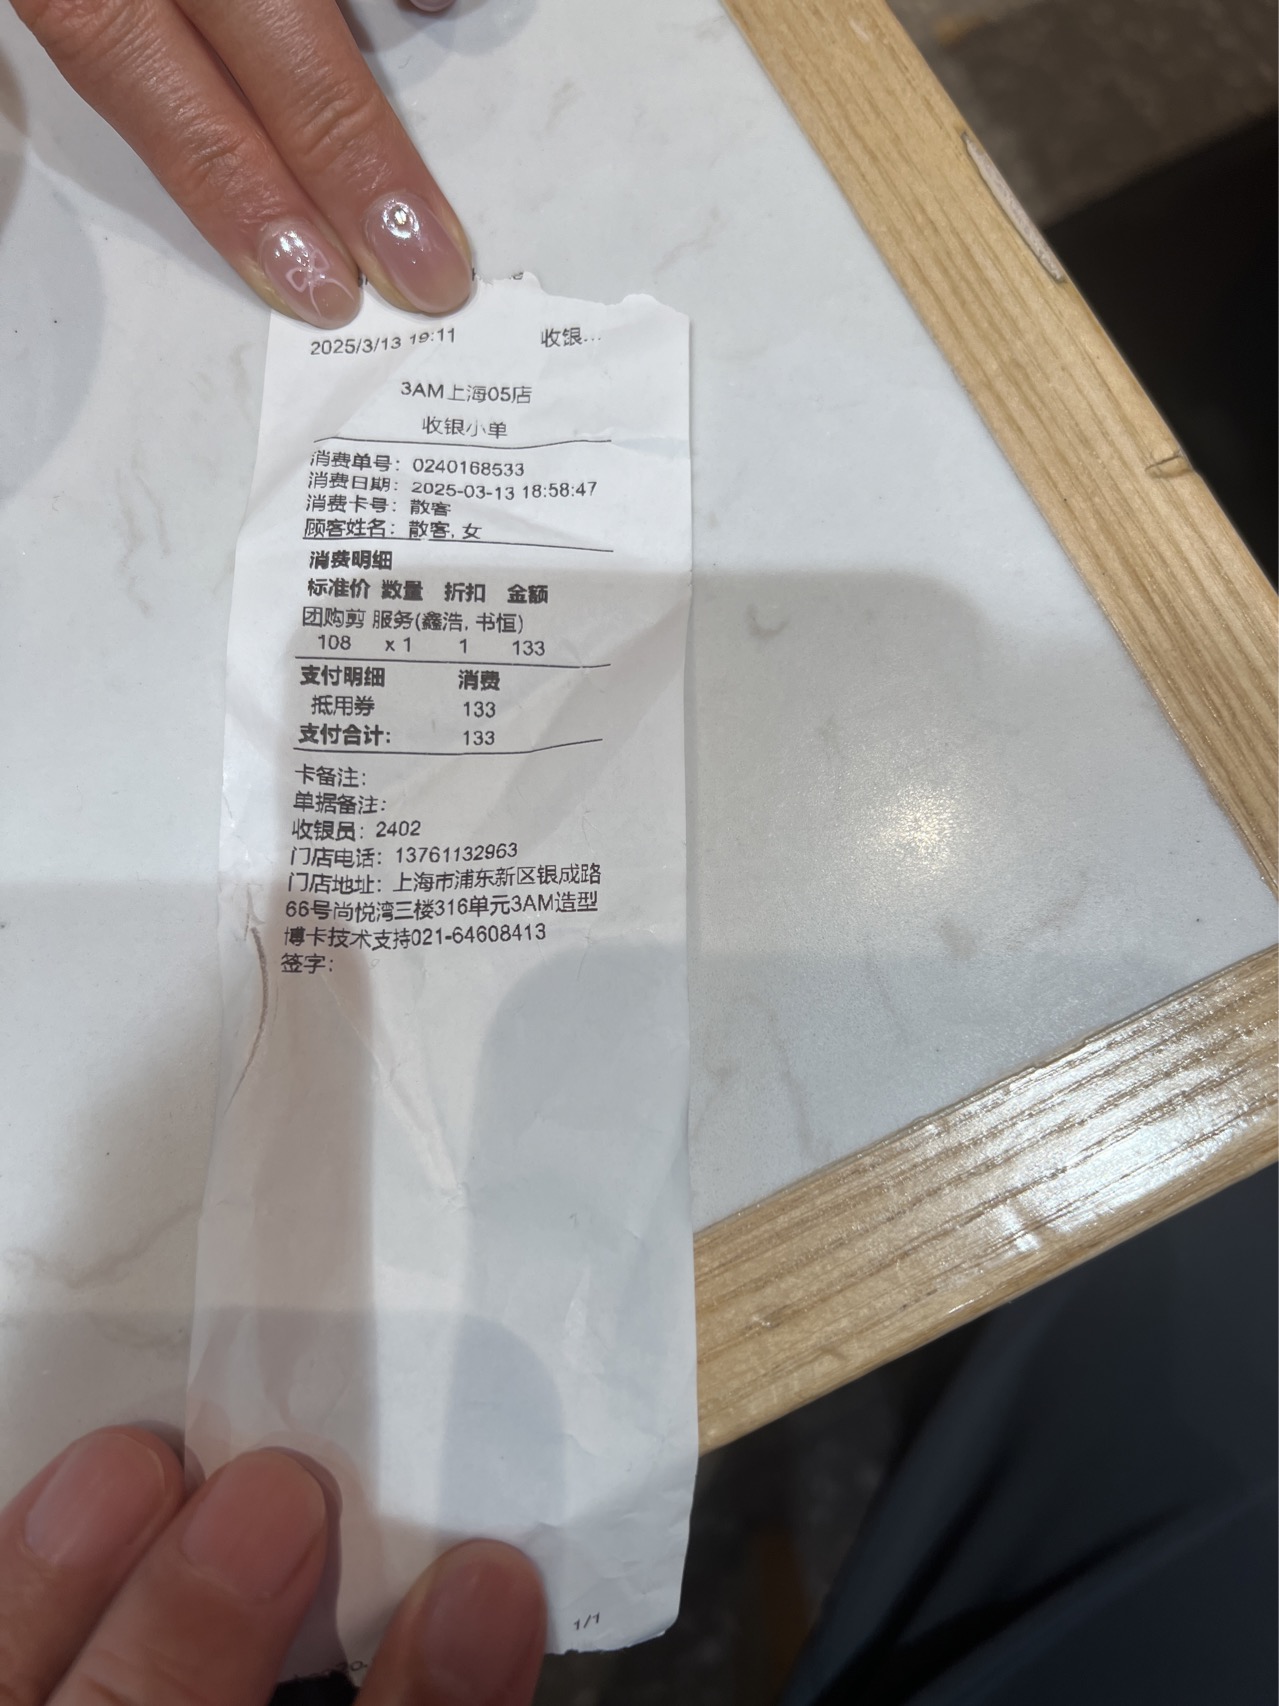 2025/3/13 19:11 收银...
3AM上海05店
收银小单
消费单号：0240168533
消费日期：2025-03-13 18:58:47
消费卡号：散客
顾客姓名：散客, 女
消费明细
标准价 数量 折扣 金额
团购剪 服务(鑫浩, 书恒)
108 x 1 1 133
支付明细 消费
抵用券 133
支付合计： 133
卡备注：
单据备注：
收银员：2402
门店电话：13761132963
门店地址：上海市浦东新区银成路
66号尚悦湾三楼316单元3AM造型
博卡技术支持021-64608413
签字：
1/1